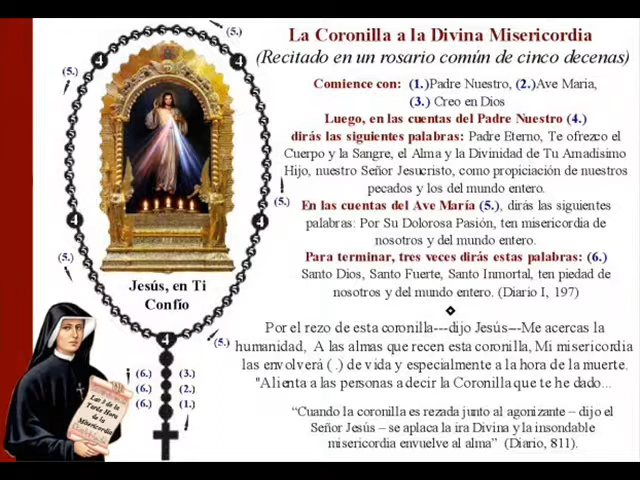 La Coronilla a la Divina Misericordia
(Recitado en un rosario común de cinco decenas)
Comience con: (1.)Padre Nuestro, (2.)Ave Maria,
(3.) Creo en Dios
Luego, en las cuentas del Padre Nuestro (4.)
dirás las siguientes palabras: Padre Eterno, Te ofrezco el
Cuerpo y la Sangre, el Alma y la Divinidad de Tu Amadisimo
Hijo, nuestro Señor Jesucristo, como propiciación de nuestros
pecados y los del mundo entero.
En las cuentas del Ave María (5.), dirás las siguientes
palabras: Por Su Dolorosa Pasión, ten misericordia de
nosotros y del mundo entero.
Para terminar, tres veces dirás estas palabras: (6.)
Santo Dios, Santo Fuerte, Santo Inmortal, ten piedad de
nosotros y del mundo entero. (Diario I, 197)
Por el rezo de esta coronilla---dijo Jesús---Me acercas la
humanidad, A las almas que recen esta coronilla, Mi misericordia
las envolverá ( .) de vida y especialmente a la hora de la muerte.
"Alienta a las personas a decir la Coronilla que te he dado...
“Cuando la coronilla es rezada junto al agonizante – dijo el
Señor Jesús – se aplaca la ira Divina y la insondable
misericordia envuelve al alma” (Diario, 811).
(5.)
4
4
(5.)
(5.)
4
4
(5.)
Jesús, en Ti
Confío
4
(5.)
(6.) (3.)
(6.) (2.)
(6.) (1.)
Las 3 de la
Tarde Hora
de la
Misericordia